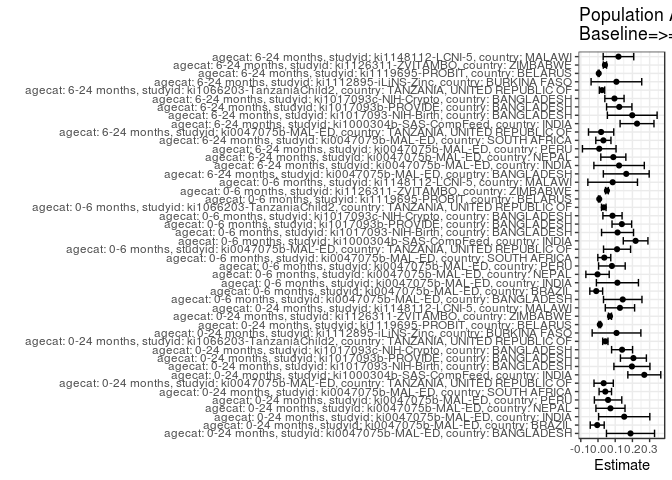 Population A
Baseline=>=
agecat: 6-24 months, studyid: ki1148112-LCNI-5, country: MALAWI
agecat: 6-24 months, studyid: ki1126311-ZVITAMBO, country: ZIMBABWE
agecat: 6-24 months, studyid: ki1119695-PROBIT, country: BELARUS
agecat: 6-24 months, studyid: ki1112895-iLiNS-Zinc, country: BURKINA FASO
agecat: 6-24 months, studyid: ki1066203-TanzaniaChild2, country: TANZANIA, UNITED REPUBLIC OF
agecat: 6-24 months, studyid: ki1017093c-NIH-Crypto, country: BANGLADESH
agecat: 6-24 months, studyid: ki1017093b-PROVIDE, country: BANGLADESH
agecat: 6-24 months, studyid: ki1017093-NIH-Birth, country: BANGLADESH
agecat: 6-24 months, studyid: ki1000304b-SAS-CompFeed, country: INDIA
agecat: 6-24 months, studyid: ki0047075b-MAL-ED, country: TANZANIA, UNITED REPUBLIC OF
agecat: 6-24 months, studyid: ki0047075b-MAL-ED, country: SOUTH AFRICA
agecat: 6-24 months, studyid: ki0047075b-MAL-ED, country: PERU
agecat: 6-24 months, studyid: ki0047075b-MAL-ED, country: NEPAL
agecat: 6-24 months, studyid: ki0047075b-MAL-ED, country: INDIA
agecat: 6-24 months, studyid: ki0047075b-MAL-ED, country: BANGLADESH
agecat: 0-6 months, studyid: ki1148112-LCNI-5, country: MALAWI
agecat: 0-6 months, studyid: ki1126311-ZVITAMBO, country: ZIMBABWE
agecat: 0-6 months, studyid: ki1119695-PROBIT, country: BELARUS
agecat: 0-6 months, studyid: ki1066203-TanzaniaChild2, country: TANZANIA, UNITED REPUBLIC OF
agecat: 0-6 months, studyid: ki1017093c-NIH-Crypto, country: BANGLADESH
agecat: 0-6 months, studyid: ki1017093b-PROVIDE, country: BANGLADESH
agecat: 0-6 months, studyid: ki1017093-NIH-Birth, country: BANGLADESH
agecat: 0-6 months, studyid: ki1000304b-SAS-CompFeed, country: INDIA
agecat: 0-6 months, studyid: ki0047075b-MAL-ED, country: TANZANIA, UNITED REPUBLIC OF
agecat: 0-6 months, studyid: ki0047075b-MAL-ED, country: SOUTH AFRICA
agecat: 0-6 months, studyid: ki0047075b-MAL-ED, country: PERU
agecat: 0-6 months, studyid: ki0047075b-MAL-ED, country: NEPAL
agecat: 0-6 months, studyid: ki0047075b-MAL-ED, country: INDIA
agecat: 0-6 months, studyid: ki0047075b-MAL-ED, country: BRAZIL
agecat: 0-6 months, studyid: ki0047075b-MAL-ED, country: BANGLADESH
agecat: 0-24 months, studyid: ki1148112-LCNI-5, country: MALAWI
agecat: 0-24 months, studyid: ki1126311-ZVITAMBO, country: ZIMBABWE
agecat: 0-24 months, studyid: ki1119695-PROBIT, country: BELARUS
agecat: 0-24 months, studyid: ki1112895-iLiNS-Zinc, country: BURKINA FASO
agecat: 0-24 months, studyid: ki1066203-TanzaniaChild2, country: TANZANIA, UNITED REPUBLIC OF
agecat: 0-24 months, studyid: ki1017093c-NIH-Crypto, country: BANGLADESH
agecat: 0-24 months, studyid: ki1017093b-PROVIDE, country: BANGLADESH
agecat: 0-24 months, studyid: ki1017093-NIH-Birth, country: BANGLADESH
agecat: 0-24 months, studyid: ki1000304b-SAS-CompFeed, country: INDIA
agecat: 0-24 months, studyid: ki0047075b-MAL-ED, country: TANZANIA, UNITED REPUBLIC OF
agecat: 0-24 months, studyid: ki0047075b-MAL-ED, country: SOUTH AFRICA
agecat: 0-24 months, studyid: ki0047075b-MAL-ED, country: PERU
agecat: 0-24 months, studyid: ki0047075b-MAL-ED, country: NEPAL
agecat: 0-24 months, studyid: ki0047075b-MAL-ED, country: INDIA
agecat: 0-24 months, studyid: ki0047075b-MAL-ED, country: BRAZIL
agecat: 0-24 months, studyid: ki0047075b-MAL-ED, country: BANGLADESH
-0.10.00.10.20.3
Estimate